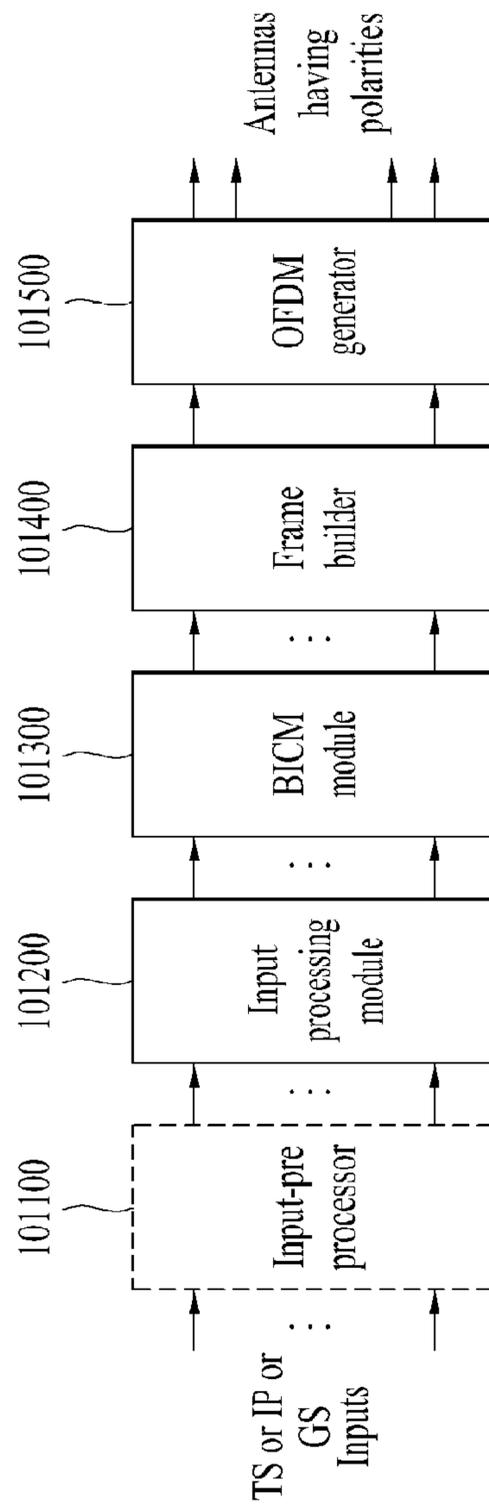 TS or IP or
GS
Inputs
101100
Input-pre
processor
101200
Input
processing
module
101300
BICM
module
101400
Frame
builder
101500
OFDM
generator
Antennas
having
polarities